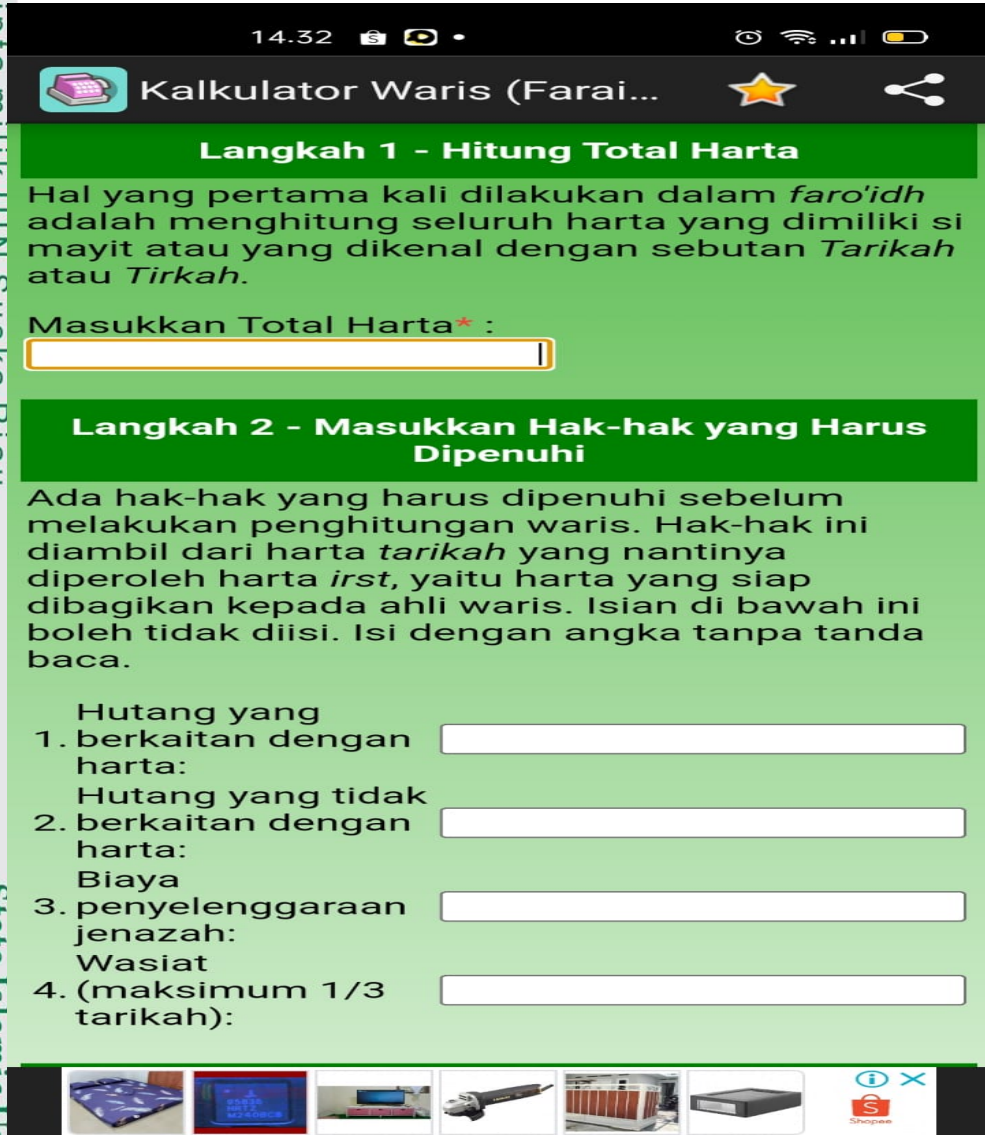 14.32
Kalkulator Waris (Farai...
Langkah 1 - Hitung Total Harta
Hal yang pertama kali dilakukan dalam faro'idh
adalah menghitung seluruh harta yang dimiliki si
mayit atau yang dikenal dengan sebutan Tarikah
atau Tirkah.
Masukkan Total Harta* :
Langkah 2 - Masukkan Hak-hak yang Harus
Dipenuhi
Ada hak-hak yang harus dipenuhi sebelum
melakukan penghitungan waris. Hak-hak ini
diambil dari harta tarikah yang nantinya
diperoleh harta irst, yaitu harta yang siap
dibagikan kepada ahli waris. Isian di bawah ini
boleh tidak diisi. Isi dengan angka tanpa tanda
baca.
Hutang yang
1. berkaitan dengan
harta:
Hutang yang tidak
2. berkaitan dengan
harta:
Biaya
3. penyelenggaraan
jenazah:
Wasiat
4. (maksimum 1/3
tarikah):
Shopee